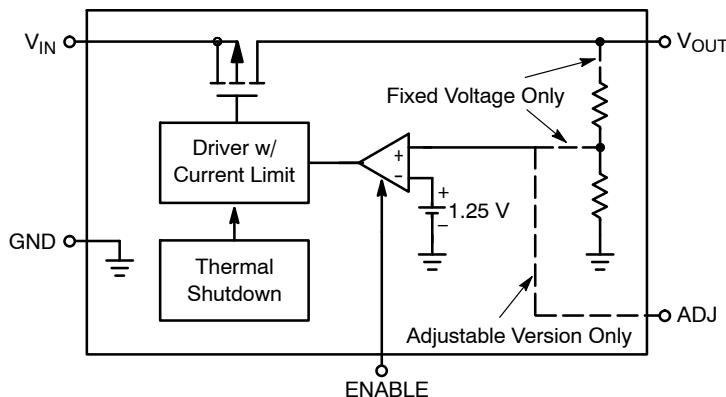 VIN
VOUT
Fixed Voltage Only
Driver w/
Current Limit
+
−
+
1.25 V
−
GND
Thermal
Shutdown
ADJ
Adjustable Version Only
ENABLE